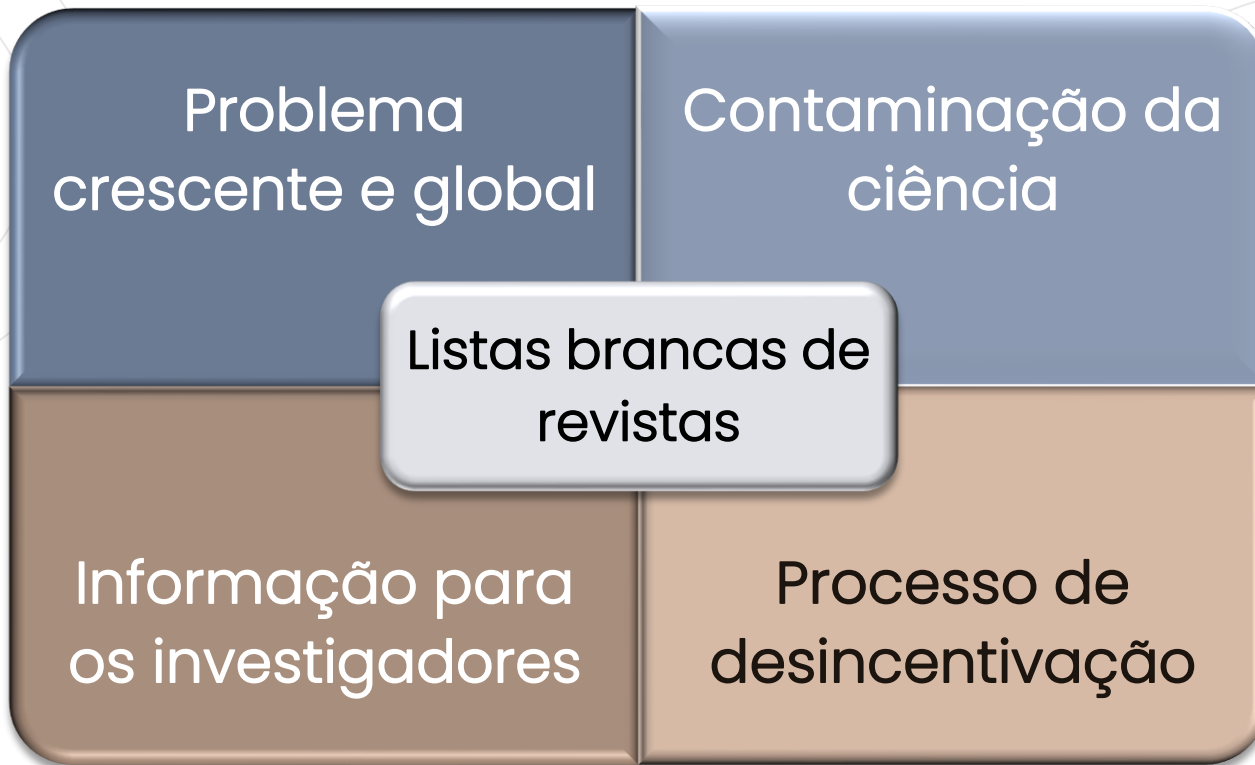 Problema
crescente e global
Contaminação da
ciência
Listas brancas de
revistas
Informação para
os investigadores
Processo de
desincentivação